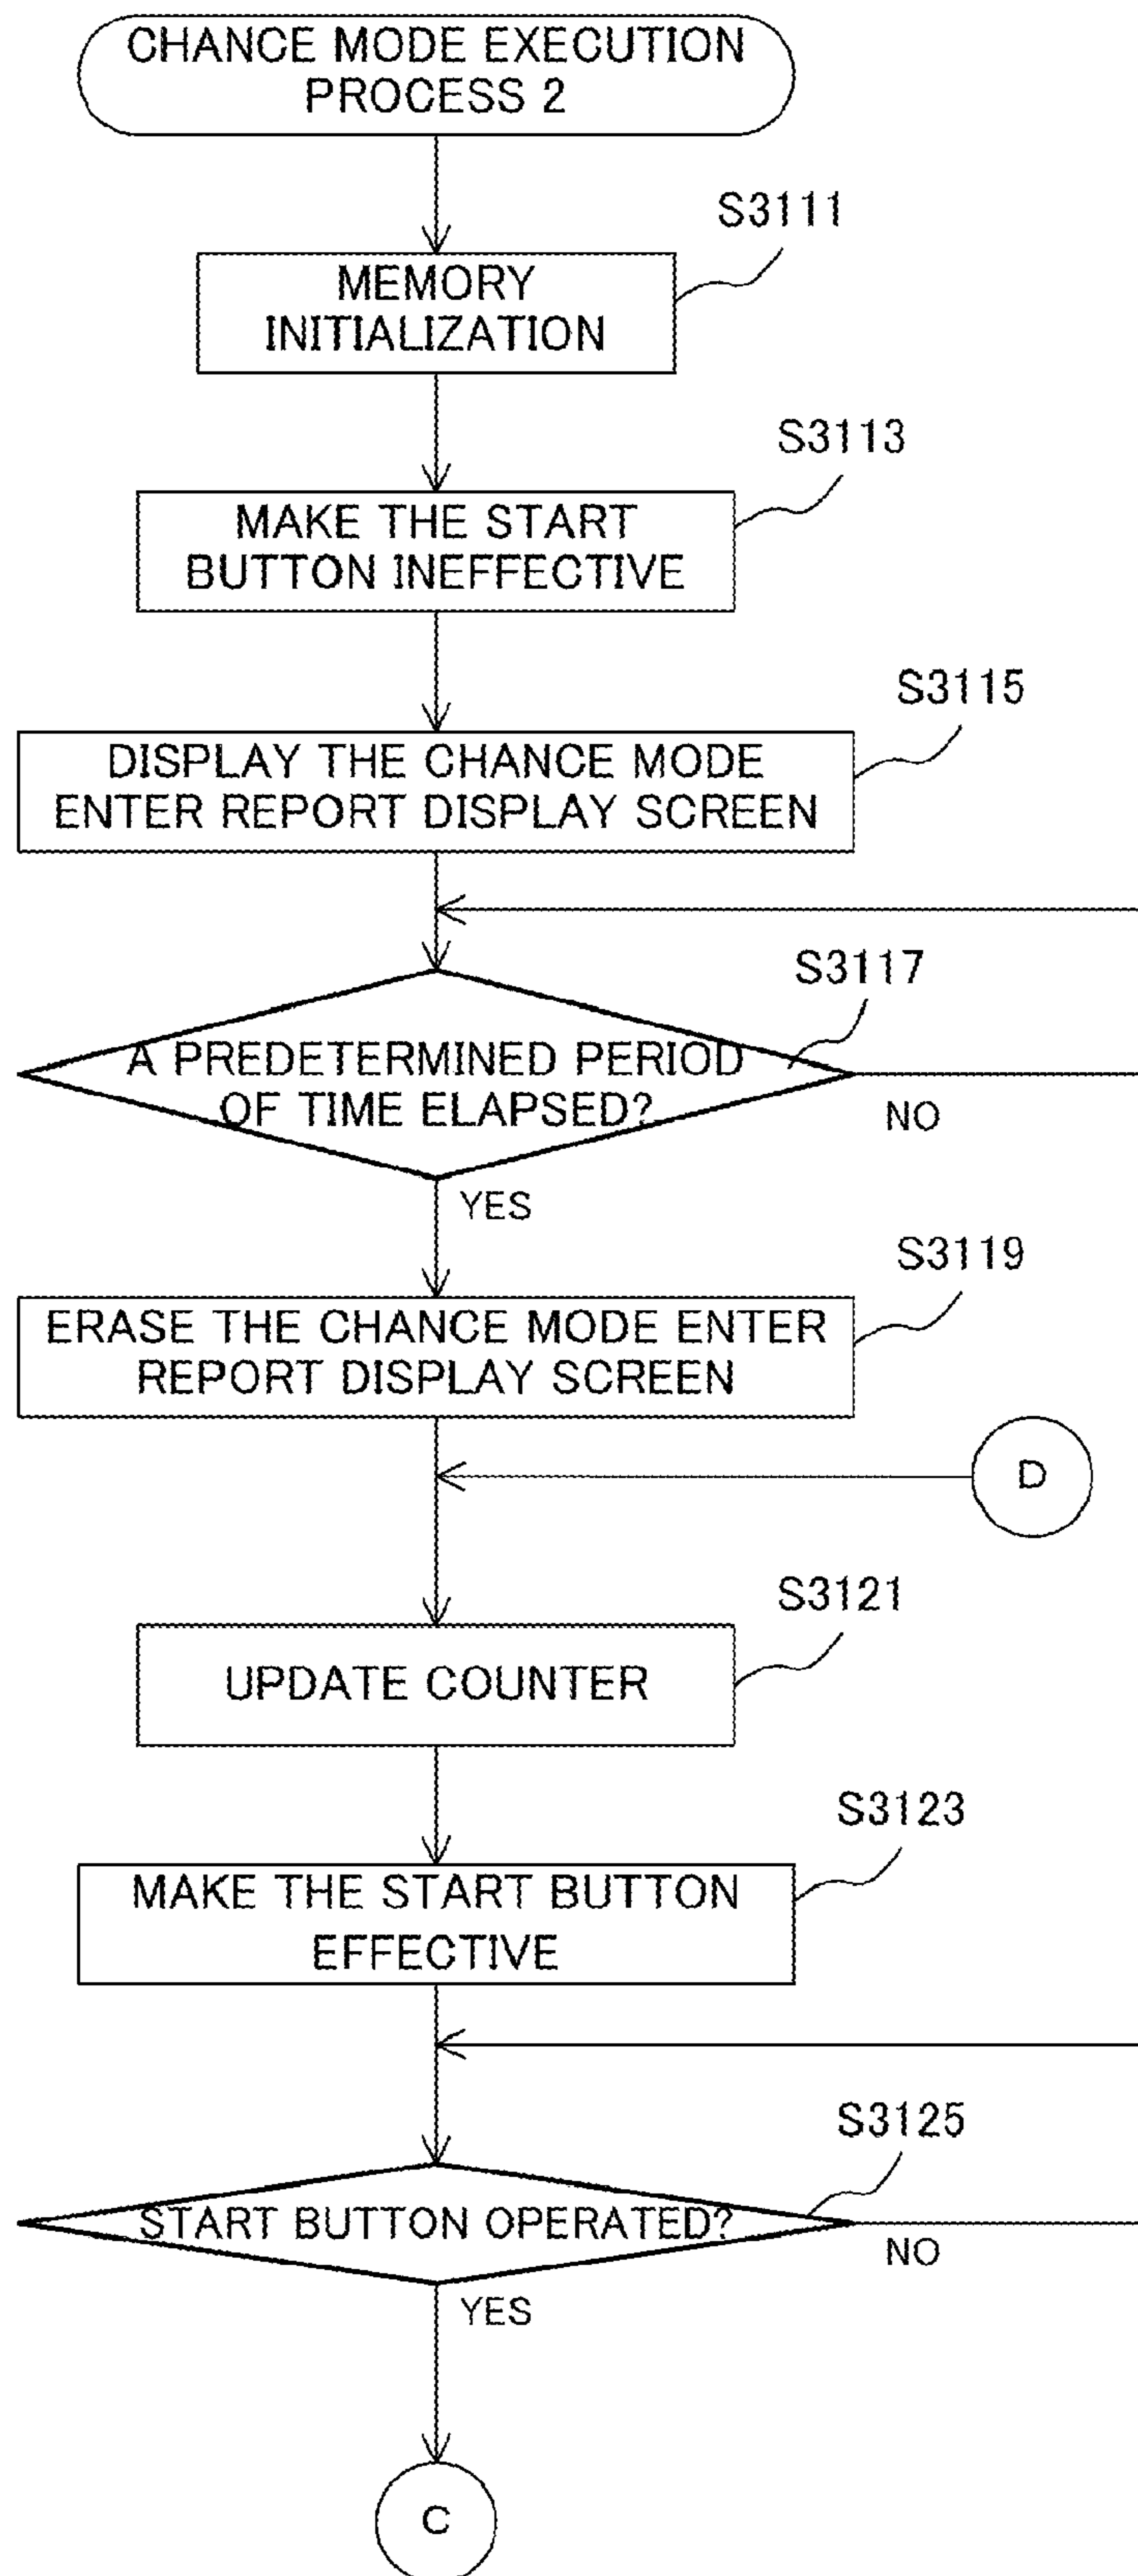 CHANCE MODE EXECUTION
PROCESS 2
S3111
MEMORY
INITIALIZATION
S3113
MAKE THE START
BUTTON INEFFECTIVE
S3115
DISPLAY THE CHANCE MODE
ENTER REPORT DISPLAY SCREEN
S3117
A PREDETERMINED PERIOD
OF TIME ELAPSED?
NO
YES
S3119
ERASE THE CHANCE MODE ENTER
REPORT DISPLAY SCREEN
D
S3121
UPDATE COUNTER
S3123
MAKE THE START BUTTON
EFFECTIVE
S3125
START BUTTON OPERATED?
NO
YES
C